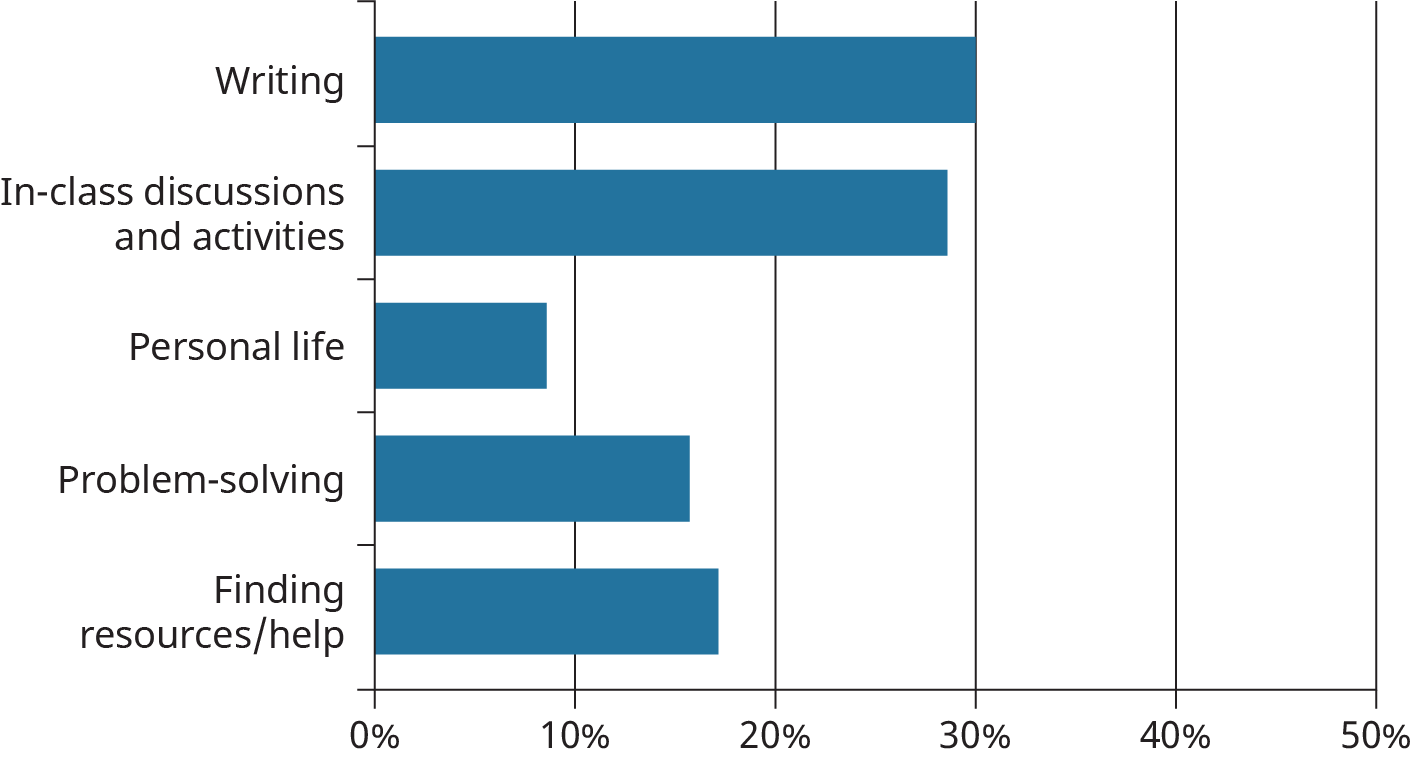 Writing
In-class discussions
and activities
Personal life
Problem-solving
Finding
resources/help
0% 10% 20% 30% 40% 50%